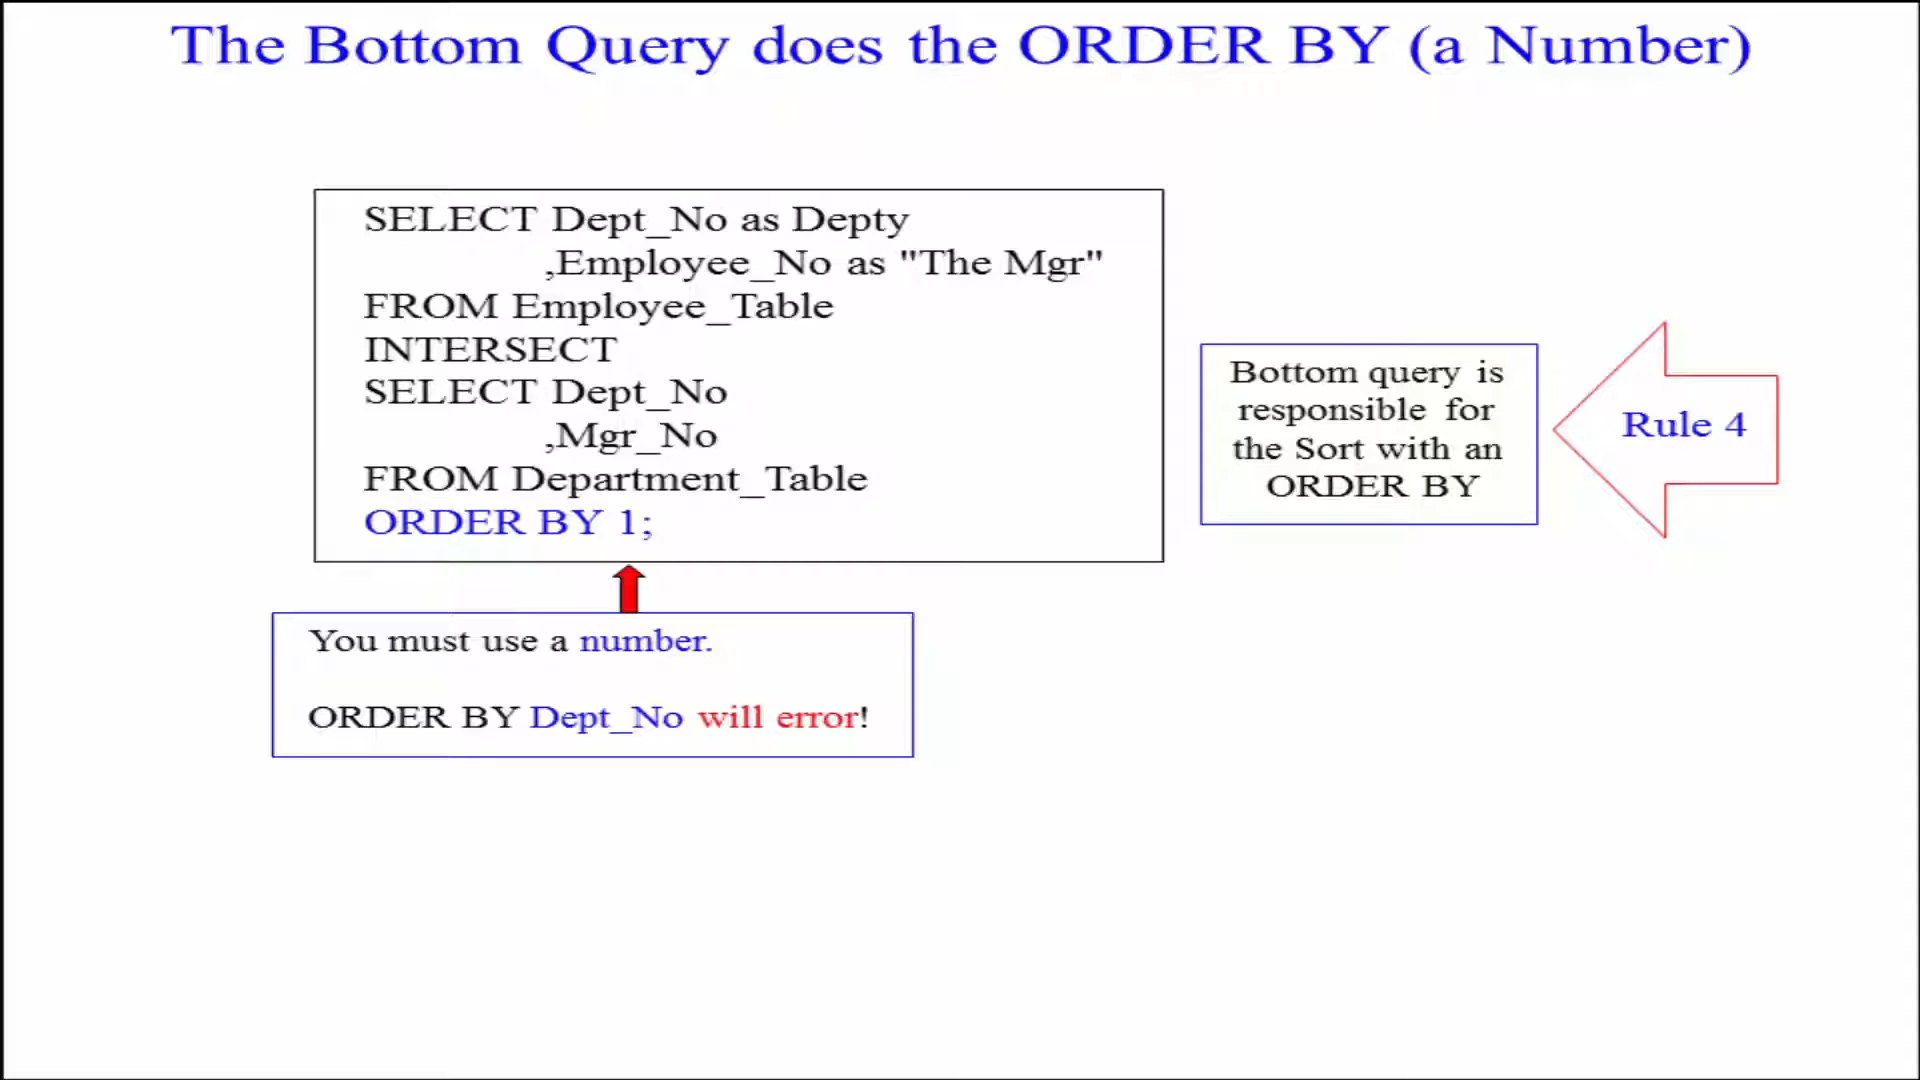 The Bottom Query does the ORDER BY (a Number)
SELECT Dept_No as Depty
,Employee_No as "The Mgr"
FROM Employee_Table
INTERSECT
SELECT Dept_No
,Mgr_No
FROM Department_Table
ORDER BY 1;
Bottom query is
responsible for
the Sort with an
ORDER BY
Rule 4
You must use a number.
ORDER BY Dept_No will error!